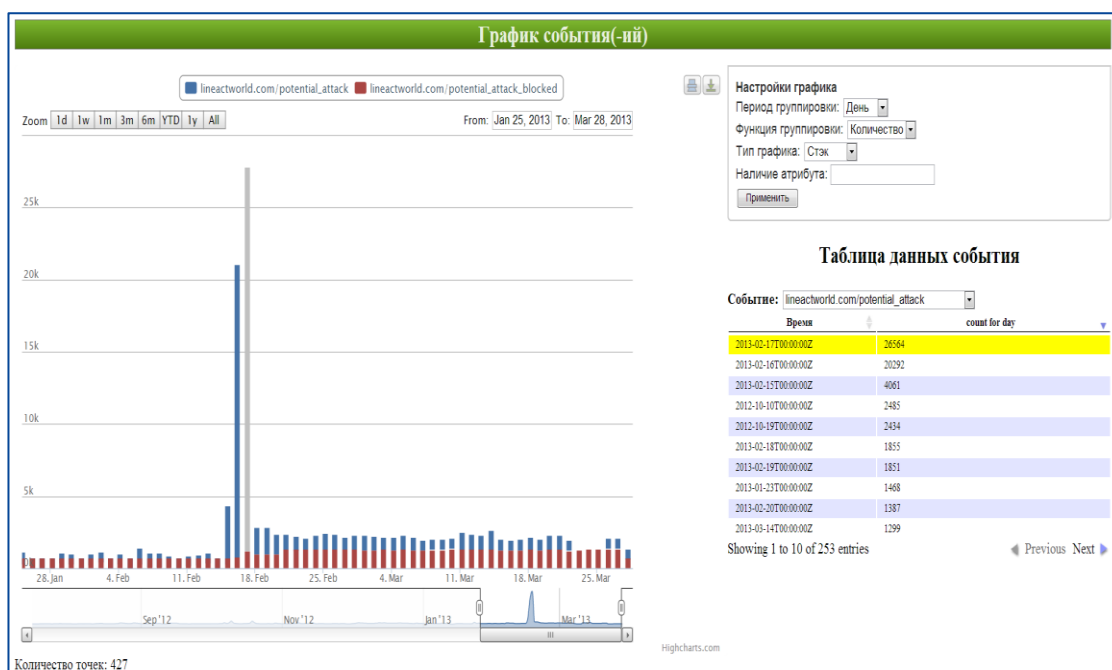 График события(-ий)
lineactworld.com/potential_attack lineactworld.com/potential_attack_blocked
Zoom 1d 1w 1m 3m 6m YTD 1y All From: Jan 25, 2013 To: Mar 28, 2013
25k
20k
15k
10k
5k
28. Jan 4. Feb 11. Feb 18. Feb 25. Feb 4. Mar 11. Mar 18. Mar 25. Mar
Sep '12 Nov '12 Jan '13 Mar '13
Highcharts.com
Количество точек: 427
Настройки графика
Период группировки: День
Функция группировки: Количество
Тип графика: Стэк
Наличие атрибута:
Применить
Таблица данных события
Событие: lineactworld.com/potential_attack
Время count for day
2013-02-17T00:00:00Z 26564
2013-02-16T00:00:00Z 20292
2013-02-15T00:00:00Z 4061
2012-10-10T00:00:00Z 2485
2012-10-19T00:00:00Z 2434
2013-02-18T00:00:00Z 1855
2013-02-19T00:00:00Z 1851
2013-01-23T00:00:00Z 1468
2013-02-20T00:00:00Z 1387
2013-03-14T00:00:00Z 1299
Showing 1 to 10 of 253 entries Previous Next